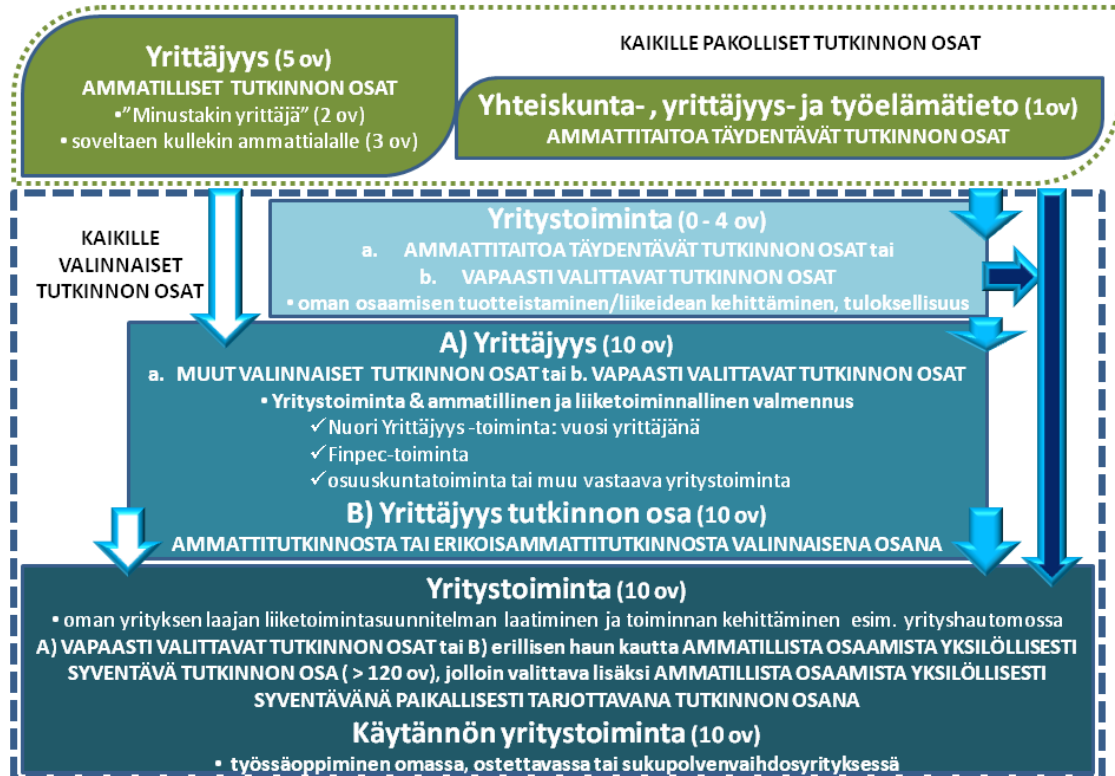 Yrittäjyys (5 ov)
AMMATILLISET TUTKINNON OSAT
•"Minustakin yrittäjä" (2 ov)
• soveltaen kullekin ammattialalle (3 ov)
KAIKILLE PAKOLLISET TUTKINNON OSAT
Yhteiskunta- , yrittäjyys- ja työelämätieto (1ov)
AMMATTITAITOA TÄYDENTÄVÄT TUTKINNON OSAT
KAIKILLE
VALINNAISET
TUTKINNON OSAT
Yritystoiminta (0 - 4 ov)
a. AMMATTITAITOA TÄYDENTÄVÄT TUTKINNON OSAT tai
b. VAPAASTI VALITTAVAT TUTKINNON OSAT
• oman osaamisen tuotteistaminen/liikeidean kehittäminen, tuloksellisuus
A) Yrittäjyys (10 ov)
a. MUUT VALINNAISET TUTKINNON OSAT tai b. VAPAASTI VALITTAVAT TUTKINNON OSAT
• Yritystoiminta & ammatillinen ja liiketoiminnallinen valmennus
✓Nuori Yrittäjyys -toiminta: vuosi yrittäjänä
✓Finpec-toiminta
✓osuuskuntatoiminta tai muu vastaava yritystoiminta
B) Yrittäjyys tutkinnon osa (10 ov)
AMMATTITUTKINNOSTA TAI ERIKOISAMMATTITUTKINNOSTA VALINNAISENA OSANA
Yritystoiminta (10 ov)
• oman yrityksen laajan liiketoimintasuunnitelman laatiminen ja toiminnan kehittäminen esim. yrityshautomossa
A) VAPAASTI VALITTAVAT TUTKINNON OSAT tai B) erillisen haun kautta AMMATILLISTA OSAAMISTA YKSILÖLLISESTI
SYVENTÄVÄ TUTKINNON OSA ( > 120 ov), jolloin valittava lisäksi AMMATILLISTA OSAAMISTA YKSILÖLLISESTI
SYVENTÄVÄNÄ PAIKALLISESTI TARJOTTAVANA TUTKINNON OSANA
Käytännön yritystoiminta (10 ov)
• työssäoppiminen omassa, ostettavassa tai sukupolvenvaihdosyrityksessä